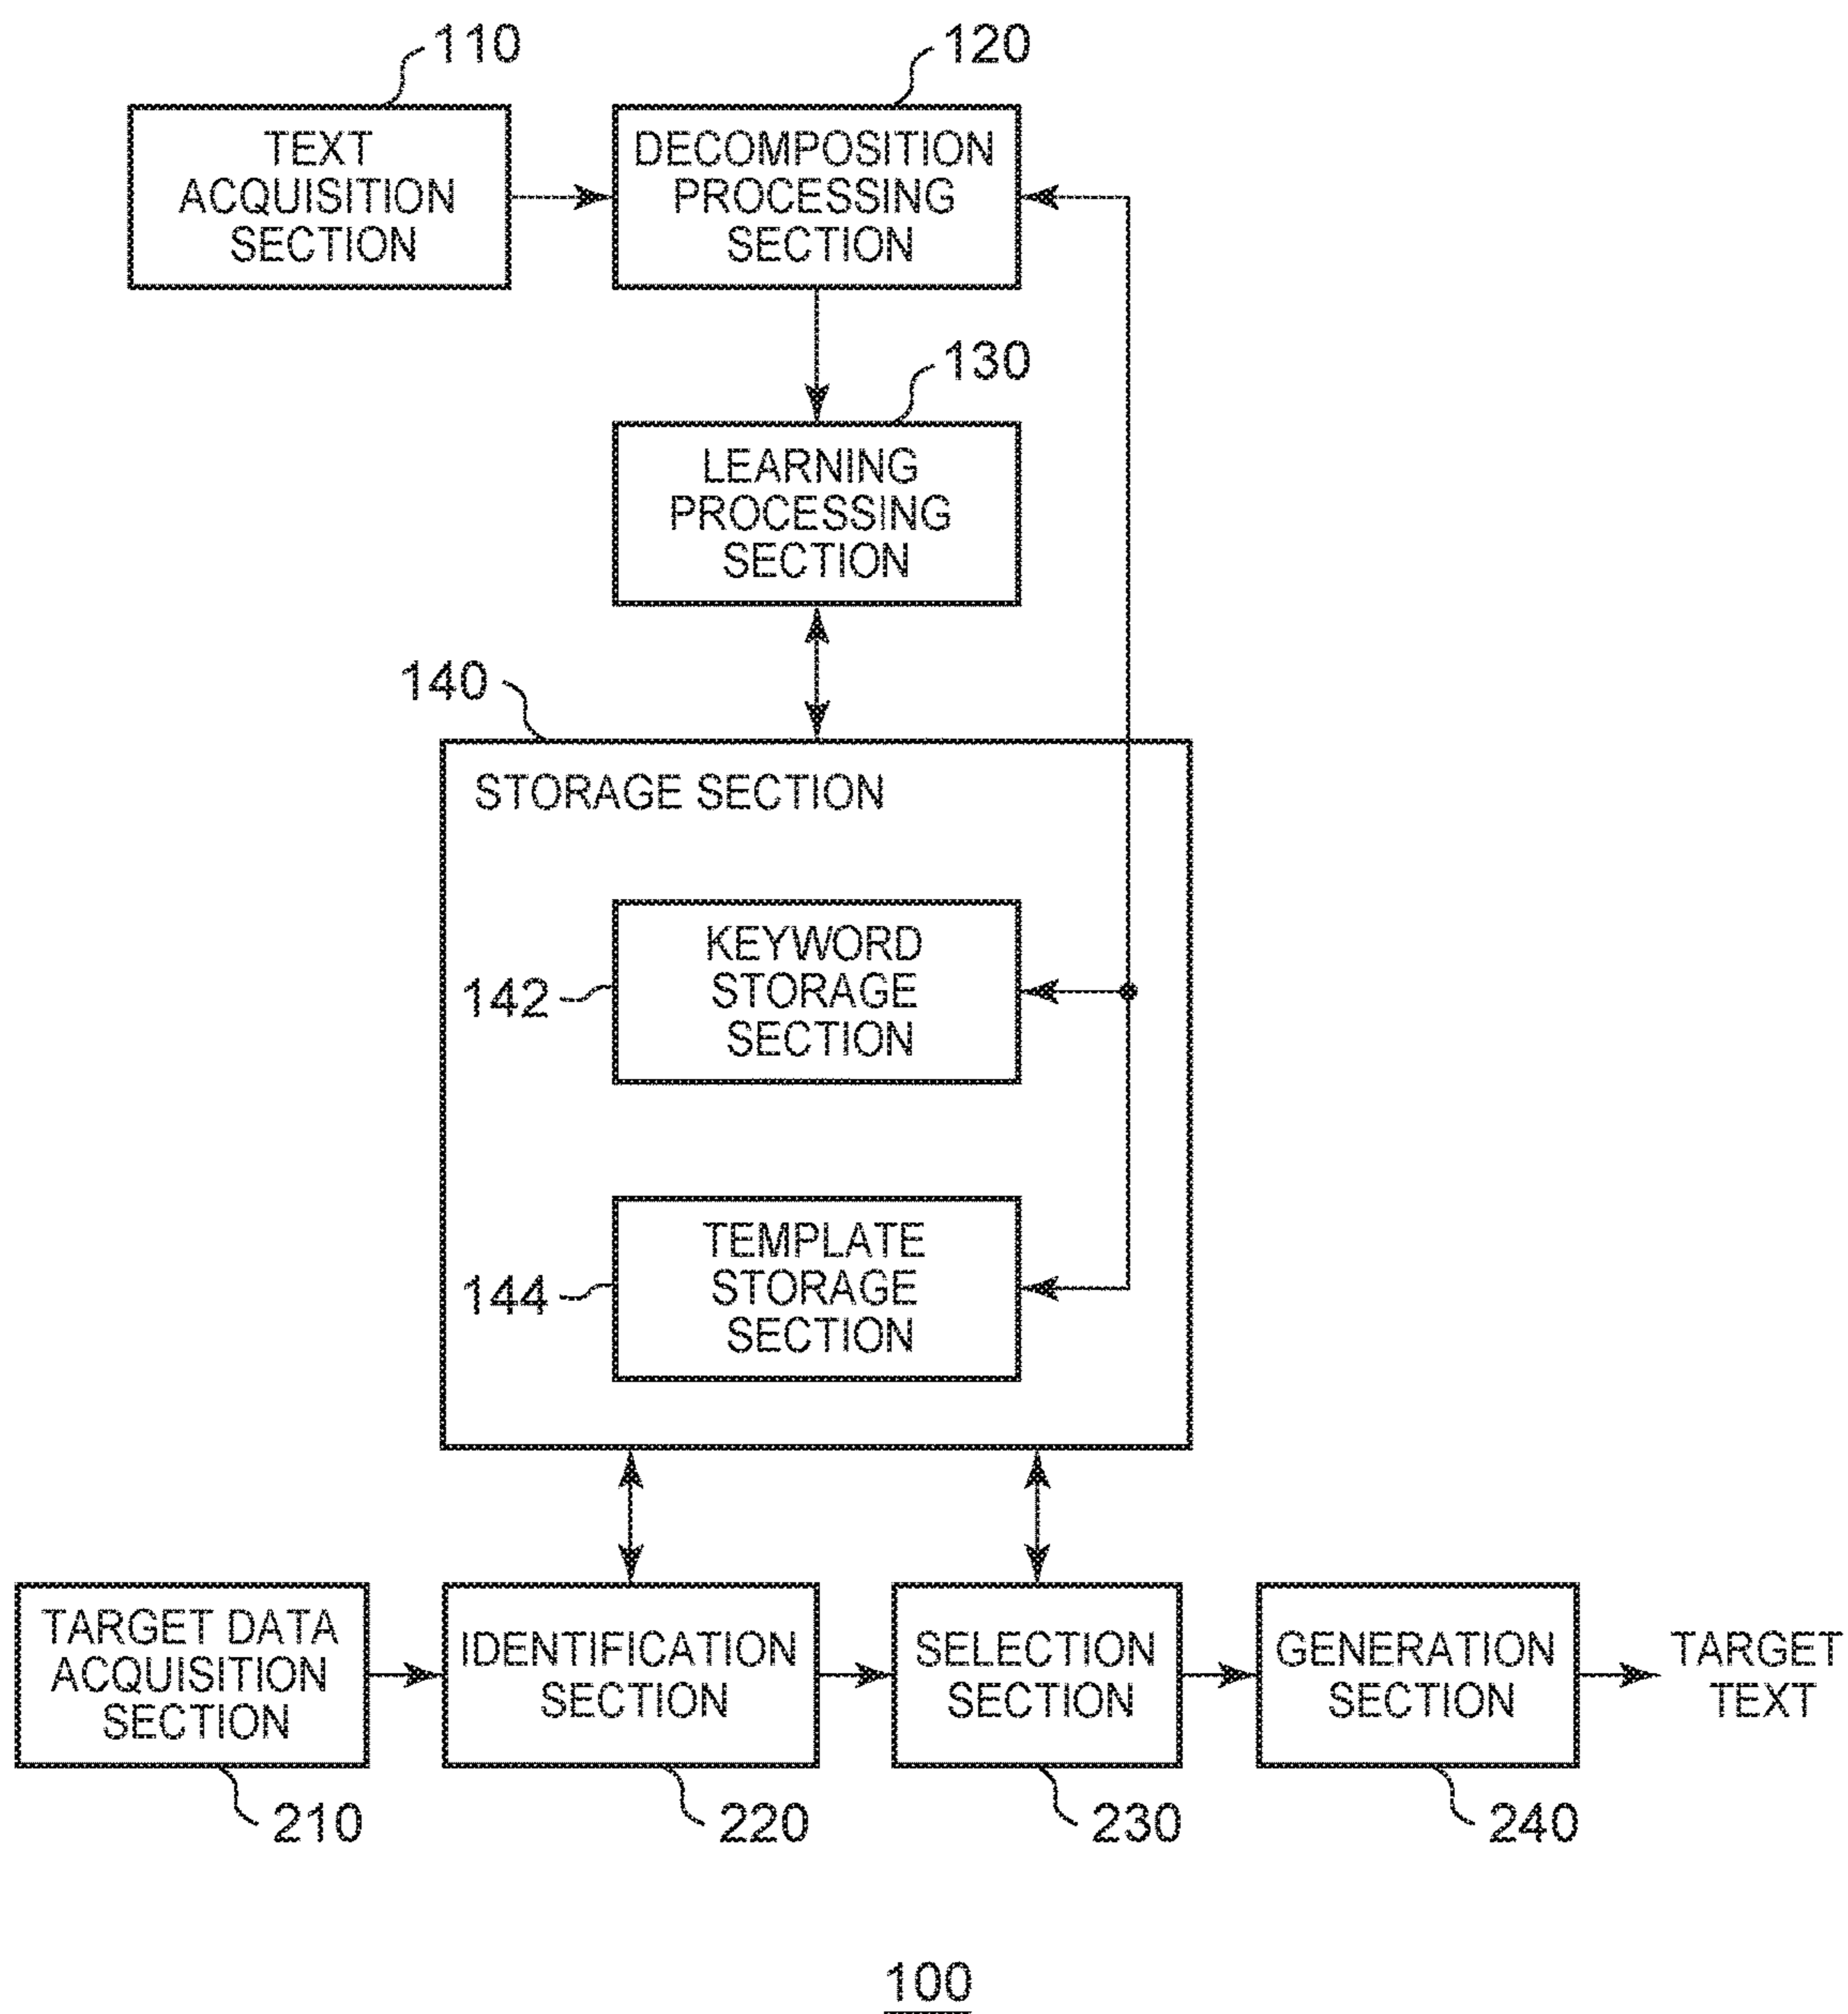 110
120
TEXT
ACQUISITION
SECTION
DECOMPOSITION
PROCESSING
SECTION
130
LEARNING
PROCESSING
SECTION
140
STORAGE SECTION
KEYWORD
STORAGE
SECTION
142
TEMPLATE
STORAGE
SECTION
144
TARGET DATA
ACQUISITION
SECTION
IDENTIFICATION
SECTION
SELECTION
SECTION
GENERATION
SECTION
TARGET
TEXT
210
220
230
240
100